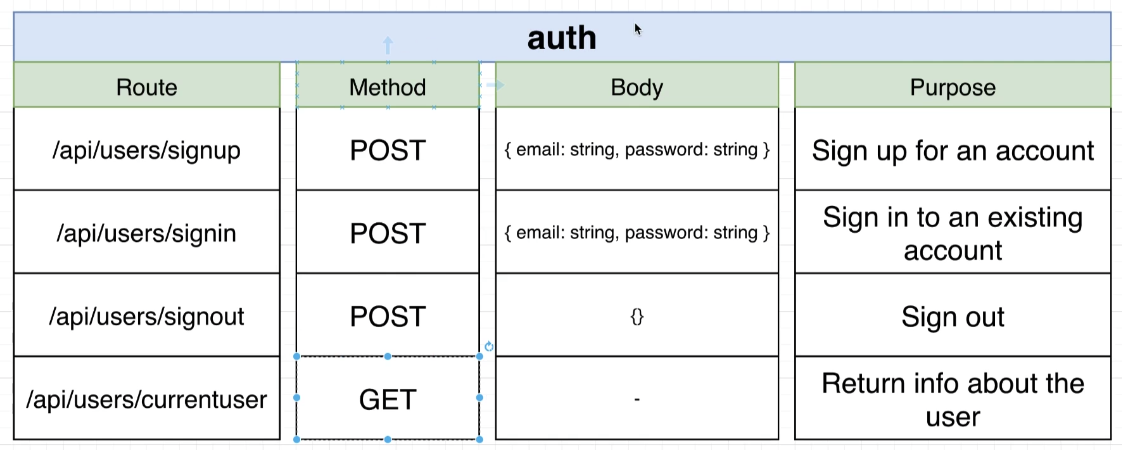 auth
Route Method Body Purpose
/api/users/signup POST { email: string, password: string } Sign up for an account
/api/users/signin POST { email: string, password: string } Sign in to an existing
account
/api/users/signout POST {} Sign out
/api/users/currentuser GET - Return info about the
user